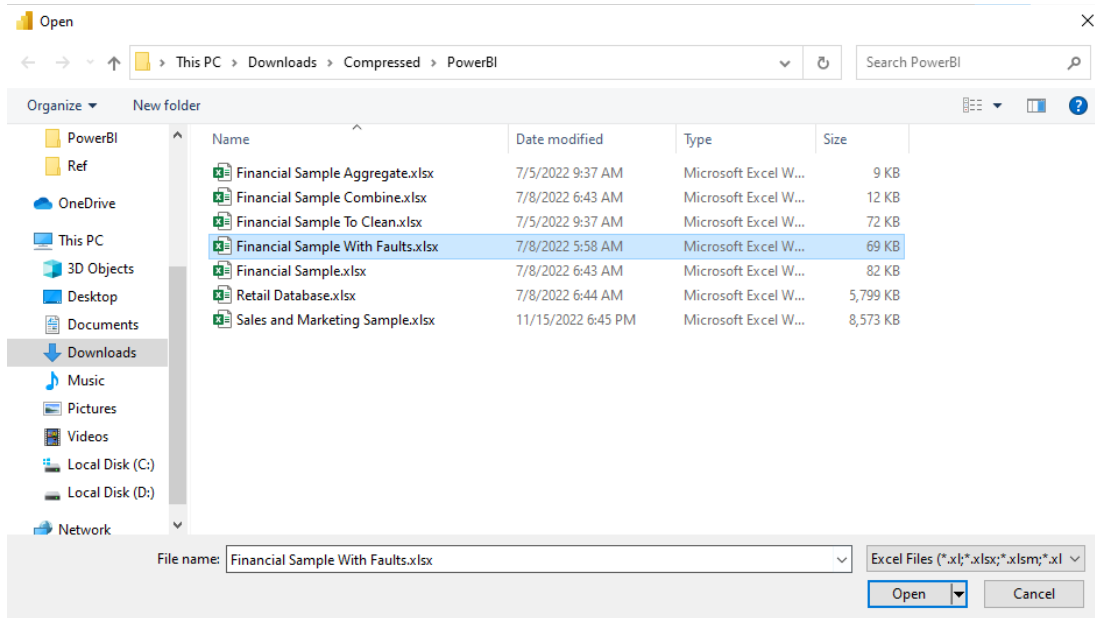 Open
This PC > Downloads > Compressed > PowerBI
Search PowerBI
Organize
New folder
PowerBI
Ref
OneDrive
This PC
3D Objects
Desktop
Documents
Downloads
Music
Pictures
Videos
Local Disk (C:)
Local Disk (D:)
Network
Name Date modified Type Size
Financial Sample Aggregate.xlsx 7/5/2022 9:37 AM Microsoft Excel W... 9 KB
Financial Sample Combine.xlsx 7/8/2022 6:43 AM Microsoft Excel W... 12 KB
Financial Sample To Clean.xlsx 7/5/2022 9:37 AM Microsoft Excel W... 72 KB
Financial Sample With Faults.xlsx 7/8/2022 5:58 AM Microsoft Excel W... 69 KB
Financial Sample.xlsx 7/8/2022 6:43 AM Microsoft Excel W... 82 KB
Retail Database.xlsx 7/8/2022 6:44 AM Microsoft Excel W... 5,799 KB
Sales and Marketing Sample.xlsx 11/15/2022 6:45 PM Microsoft Excel W... 8,573 KB
File name: Financial Sample With Faults.xlsx
Excel Files (*.xl;*.xlsx;*.xlsm;*.xl
Open
Cancel